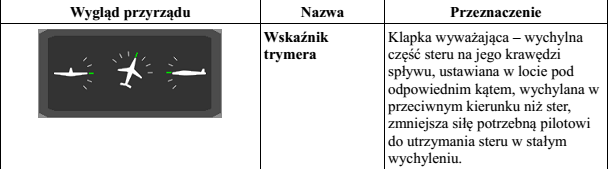 Wygląd przyrządu
Nazwa
Przeznaczenie
Wskaźnik
trymera
Klapka wyważająca – wychylna
część steru na jego krawędzi
spływu, ustawiana w locie pod
odpowiednim kątem, wychylana w
przeciwnym kierunku niż ster,
zmniejsza siłę potrzebną pilotowi
do utrzymania steru w stałym
wychyleniu.